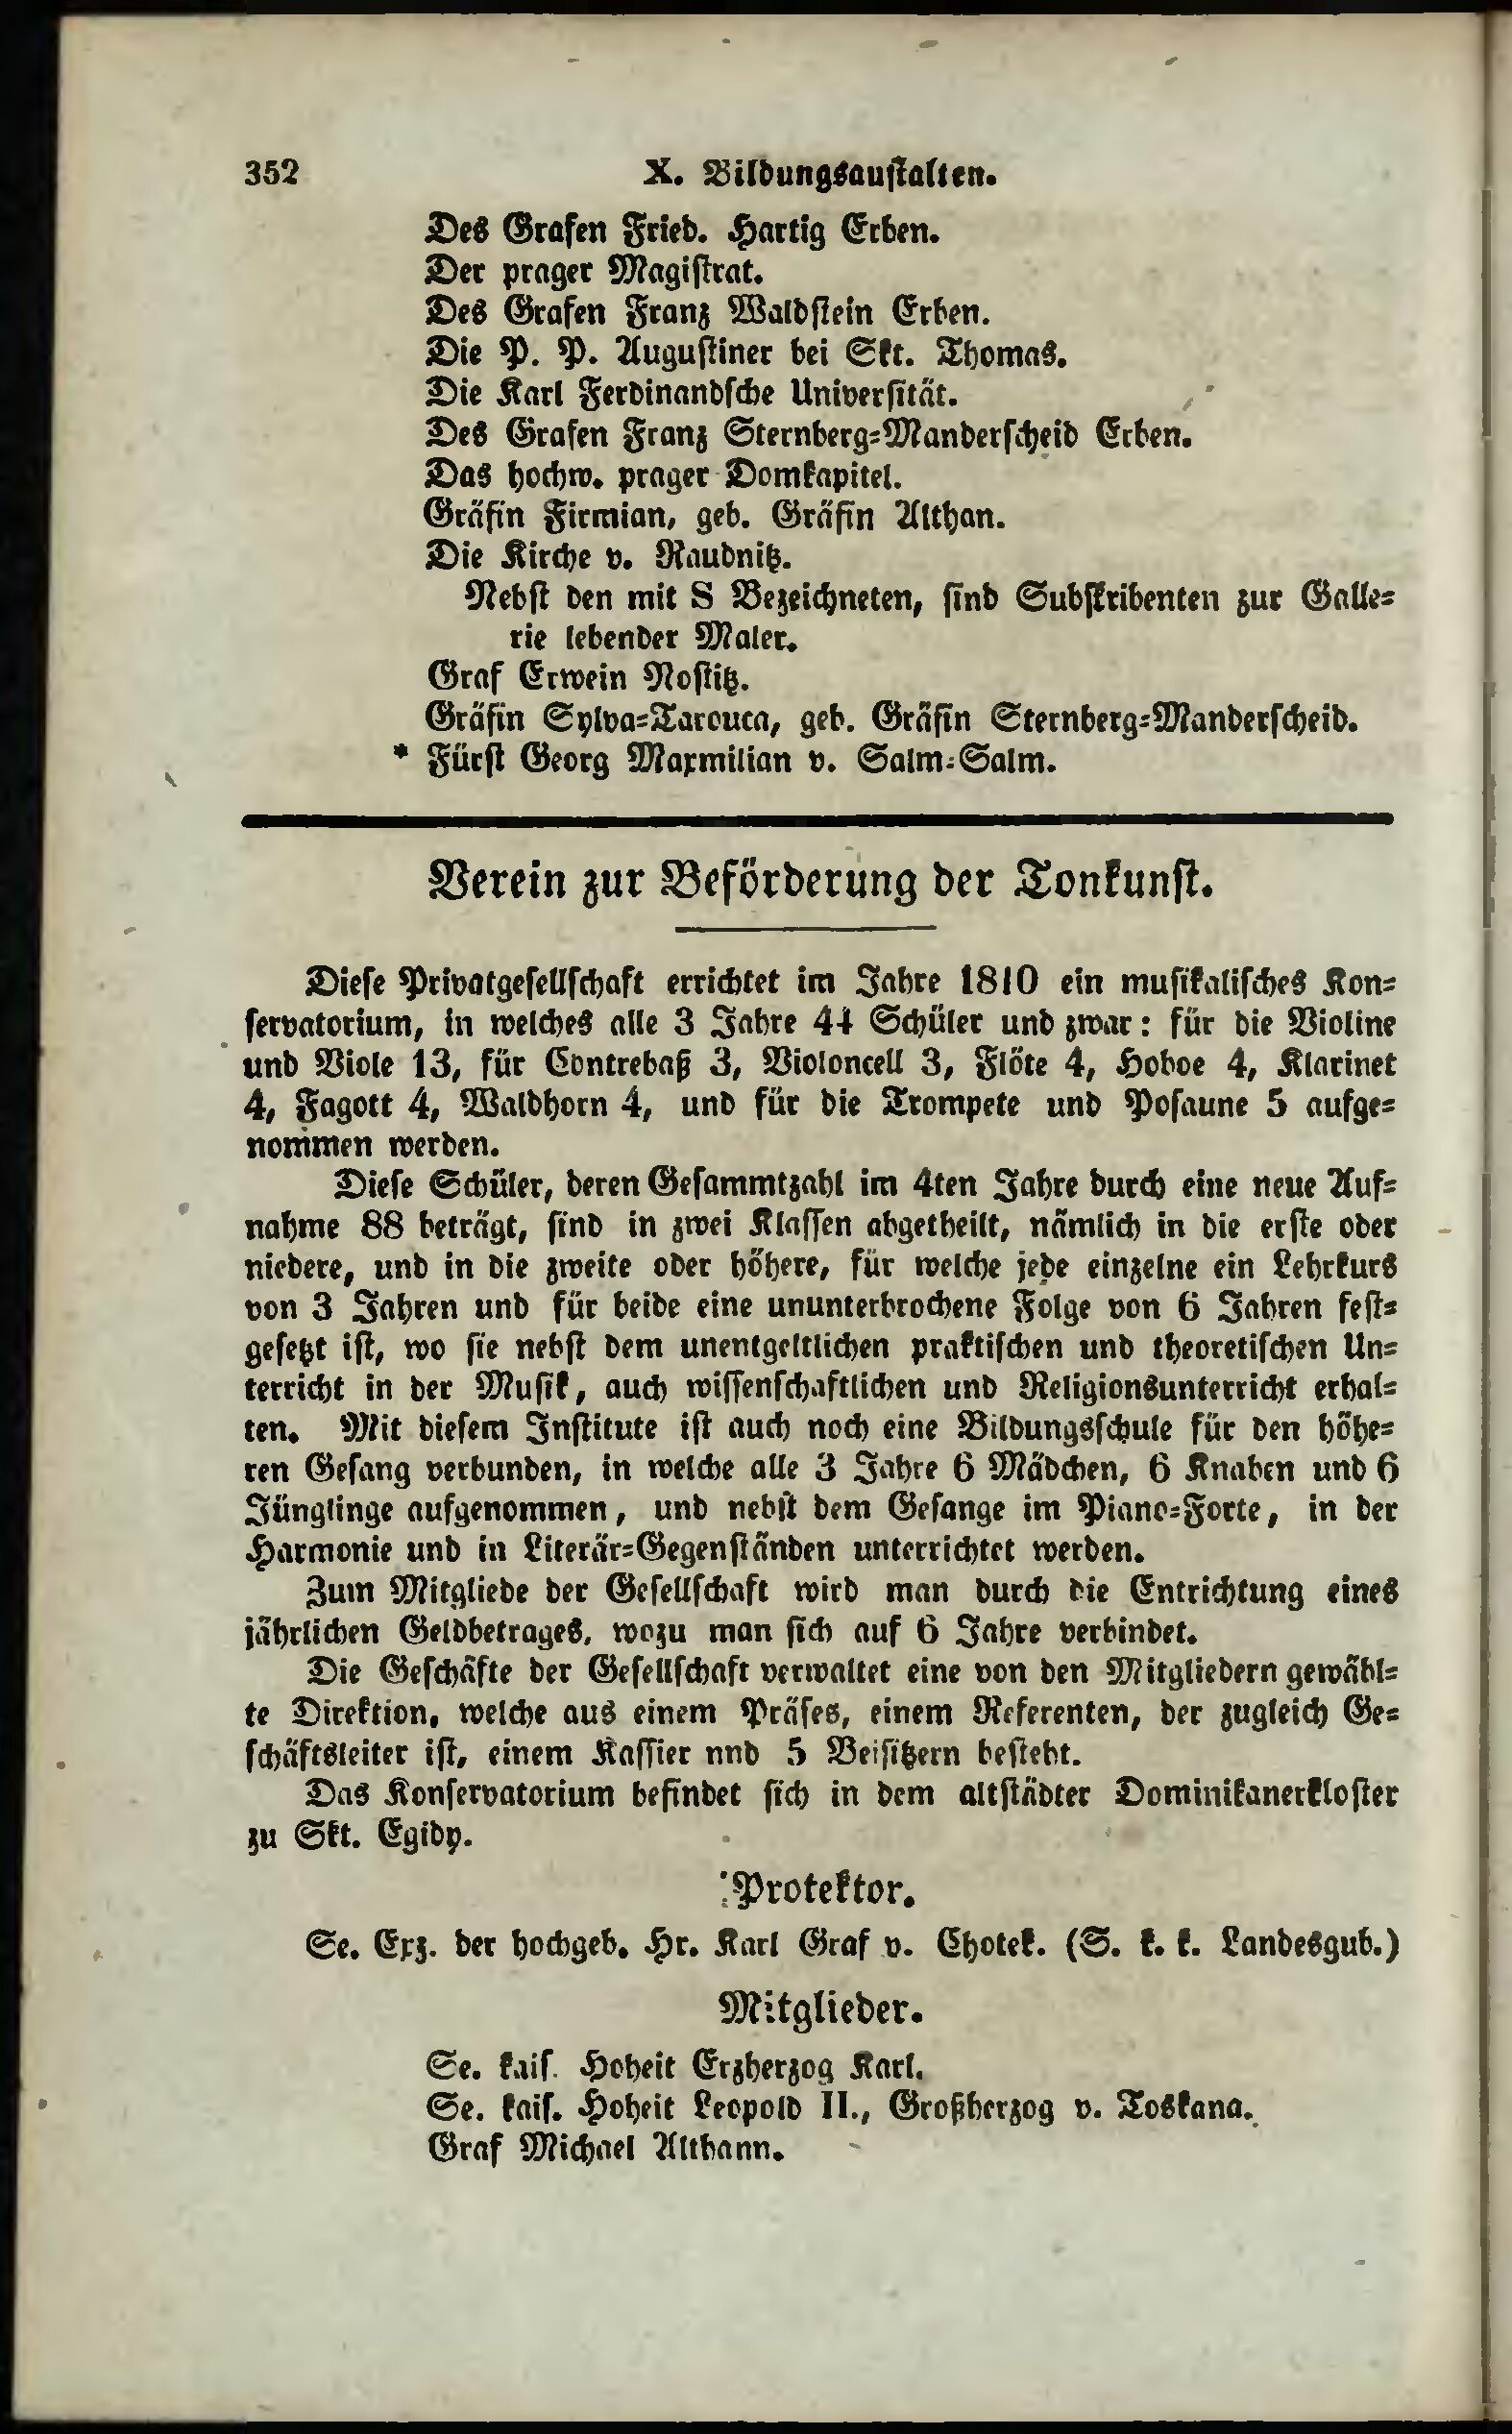 352 X. Bildungsauſtalten.
Des Grafen Fried. Hartig Erben.
Der prager Magiſtrat.
Des Grafen Franz Waldſtein Erben.
Die P. P. Auguſtiner bei Skt. Thomas.
Die Karl Ferdinandſche Univerſität.
Des Grafen Franz Sternberg=Manderſcheid Erben.
Das hochw. prager Domkapitel.
Gräfin Firmian, geb. Gräfin Althan.
Die Kirche v. Raudnitz.
Nebſt den mit S Bezeichneten, ſind Subſkribenten zur Galle=
rie lebender Maler.
Graf Erwein Noſtitz.
Gräfin Sylva=Tarouca, geb. Gräfin Sternberg=Manderſcheid.
* Fürſt Georg Maxmilian v. Salm=Salm.
Verein zur Beförderung der Tonkunſt.
Dieſe Privatgeſellſchaft errichtet im Jahre 1810 ein muſikaliſches Kon=
ſervatorium, in welches alle 3 Jahre 44 Schüler und zwar: für die Violine
und Viole 13, für Contrebaß 3, Violoncell 3, Flöte 4, Hoboe 4, Klarinet
4, Fagott 4, Waldhorn 4, und für die Trompete und Poſaune 5 aufge=
nommen werden.
Dieſe Schüler, deren Geſammtzahl im 4ten Jahre durch eine neue Auf=
nahme 88 beträgt, ſind in zwei Klaſſen abgetheilt, nämlich in die erſte oder
niedere, und in die zweite oder höhere, für welche jede einzelne ein Lehrkurs
von 3 Jahren und für beide eine ununterbrochene Folge von 6 Jahren feſt=
geſetzt iſt, wo ſie nebſt dem unentgeltlichen praktiſchen und theoretiſchen Un=
terricht in der Muſik, auch wiſſenſchaftlichen und Religionsunterricht erhal=
ten. Mit dieſem Inſtitute iſt auch noch eine Bildungsſchule für den höhe=
ren Geſang verbunden, in welche alle 3 Jahre 6 Mädchen, 6 Knaben und 6
Jünglinge aufgenommen, und nebſt dem Geſange im Piano=Forte, in der
Harmonie und in Literär=Gegenſtänden unterrichtet werden.
Zum Mitgliede der Geſellſchaft wird man durch die Entrichtung eines
jährlichen Geldbetrages, wozu man ſich auf 6 Jahre verbindet.
Die Geſchäfte der Geſellſchaft verwaltet eine von den Mitgliedern gewähl=
te Direktion, welche aus einem Präſes, einem Referenten, der zugleich Ge=
ſchäftsleiter iſt, einem Kaſſier nnd 5 Beiſitzern beſteht.
Das Konſervatorium befindet ſich in dem altſtädter Dominikanerkloſter
zu Skt. Egidy.
Protektor.
Se. Exz. der hochgeb. Hr. Karl Graf v. Chotek. (S. k. k. Landesgub.)
Mitglieder.
Se. kaiſ. Hoheit Erzherzog Karl.
Se. kaiſ. Hoheit Leopold II., Großherzog v. Toskana.
Graf Michael Althann.